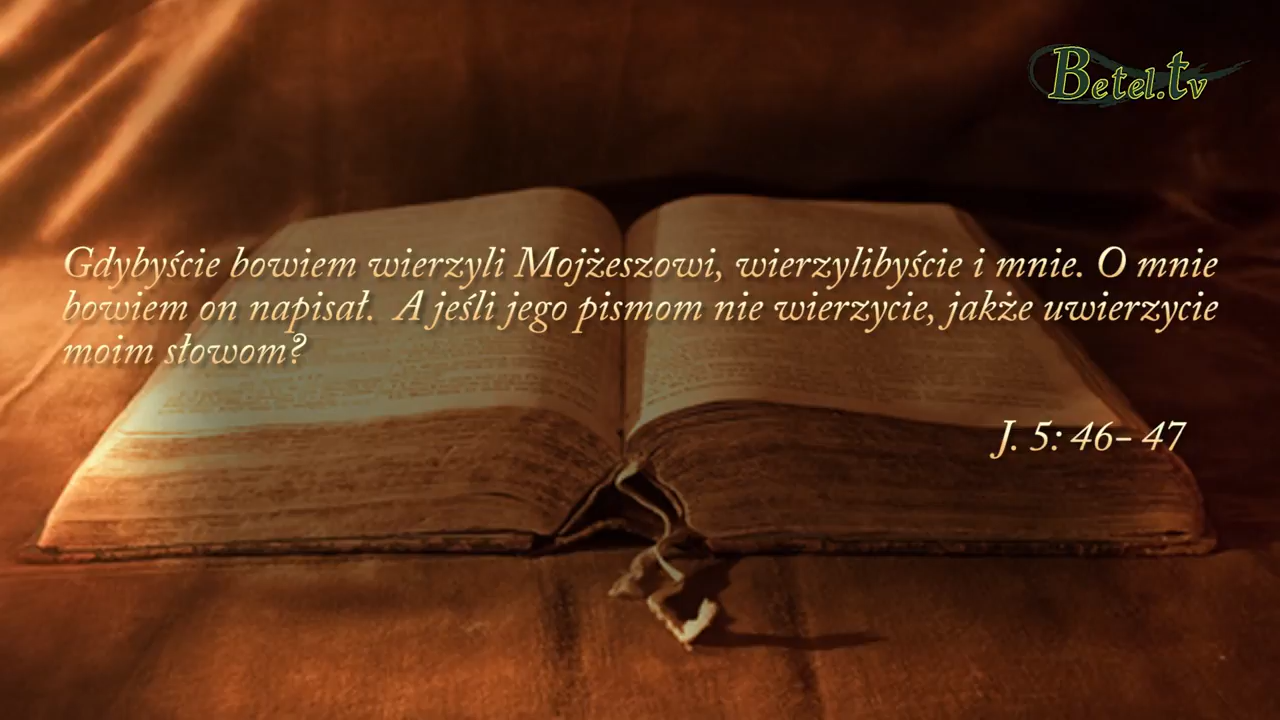 Betel.tv
Gdybyście bowiem wierzyli Mojżeszowi, wierzylibyście i mnie. O mnie
bowiem on napisał. A jeśli jego pismom nie wierzycie, jakże uwierzycie
moim słowom?
J. 5: 46- 47